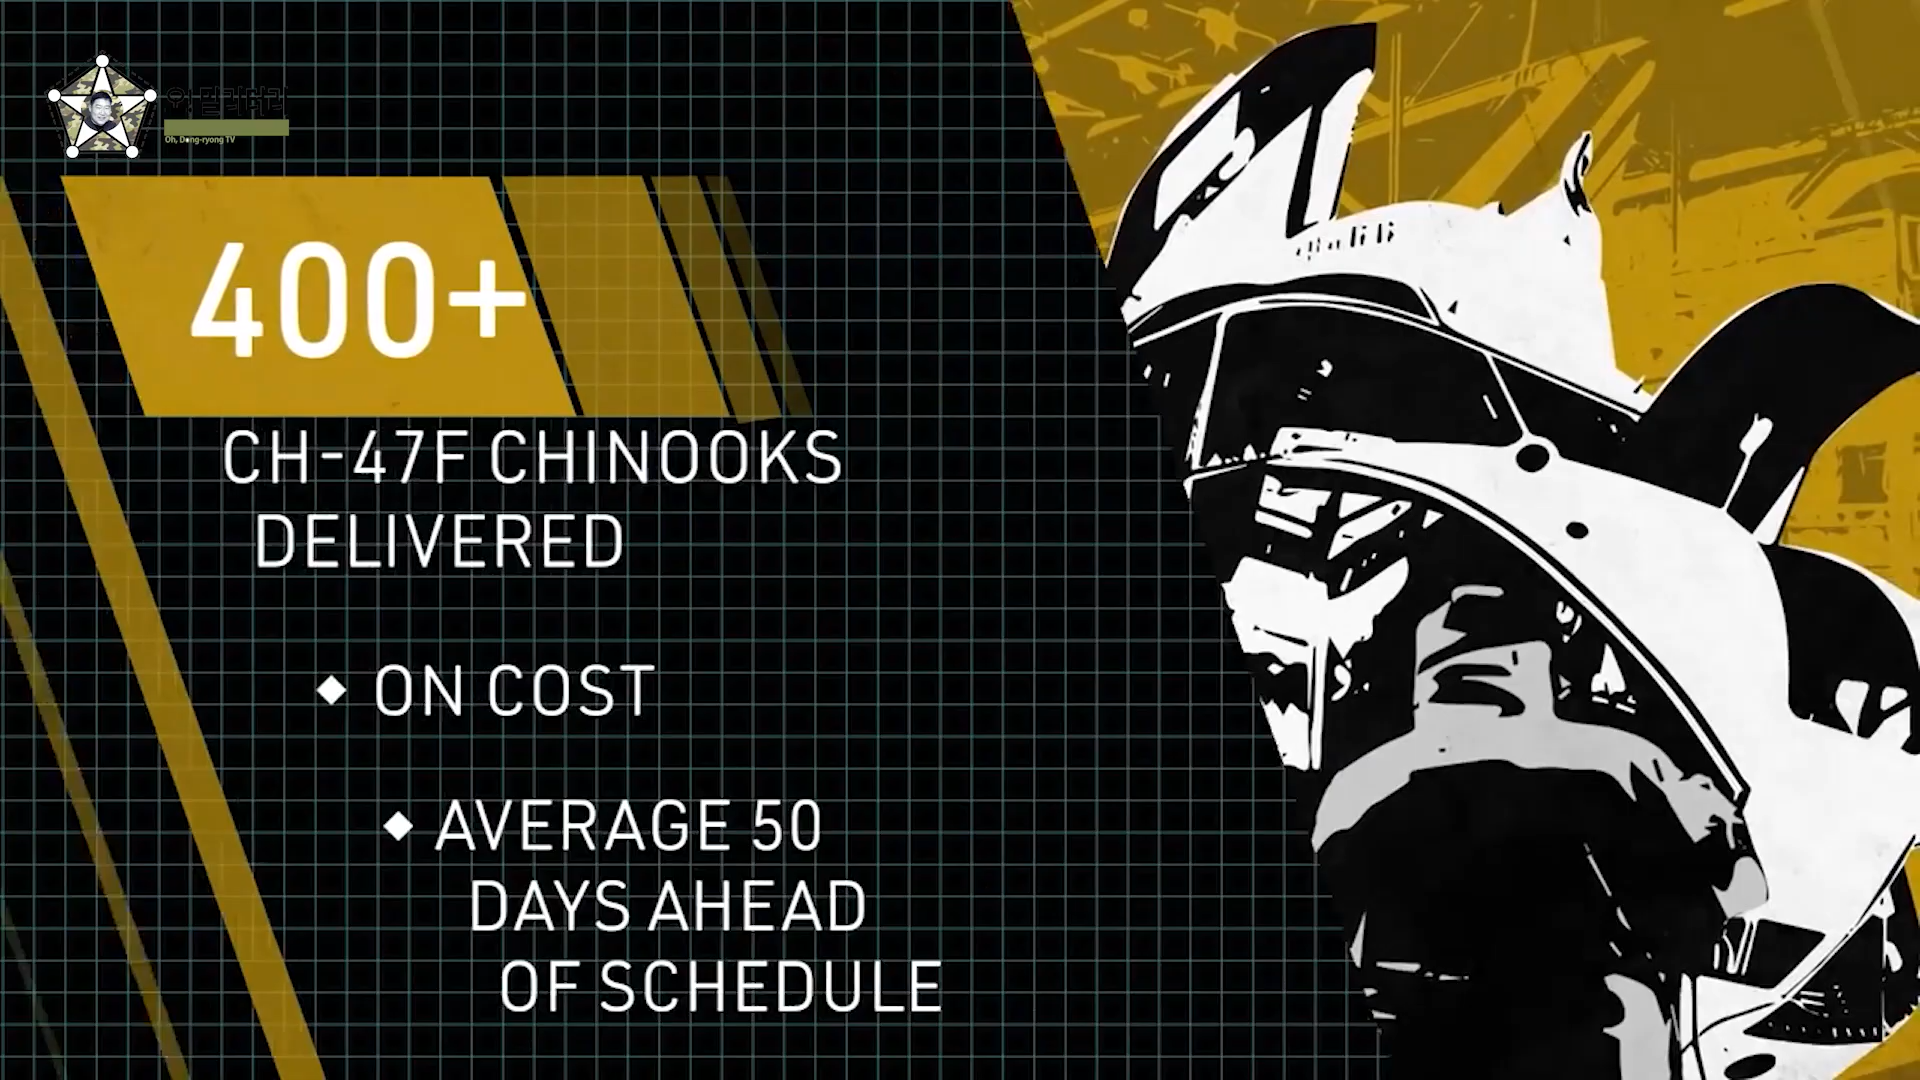 Oh, Dong-ryong TV
400+
CH-47F CHINOOKS
DELIVERED
ON COST
AVERAGE 50
DAYS AHEAD
OF SCHEDULE